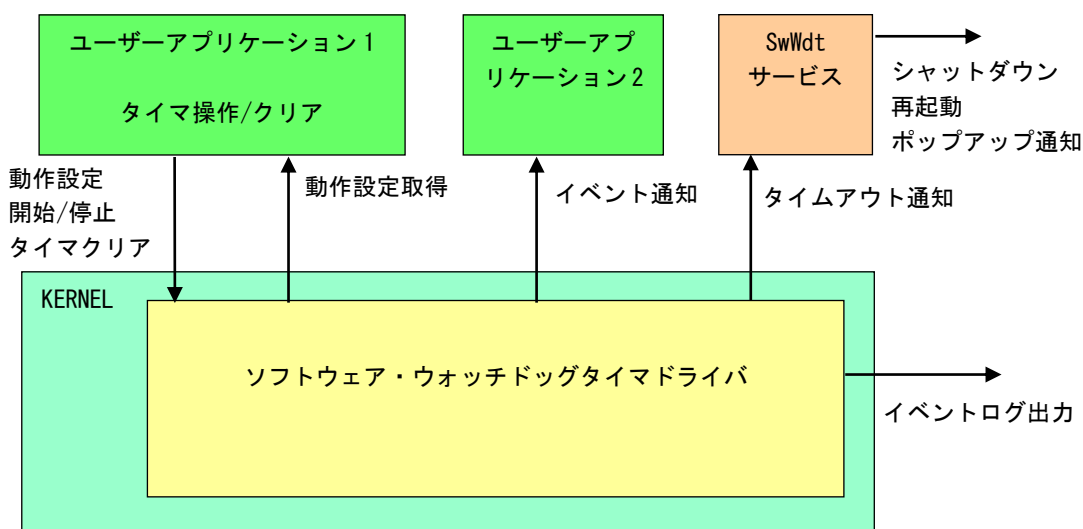 ユーザーアプリケーション1
タイマ操作/クリア
ユーザーアプ
リケーション2
SwWdt
サービス
シャットダウン
再起動
ポップアップ通知
動作設定
開始/停止
タイマクリア
動作設定取得
イベント通知
タイムアウト通知
KERNEL
ソフトウェア・ウォッチドッグタイマドライバ
イベントログ出力